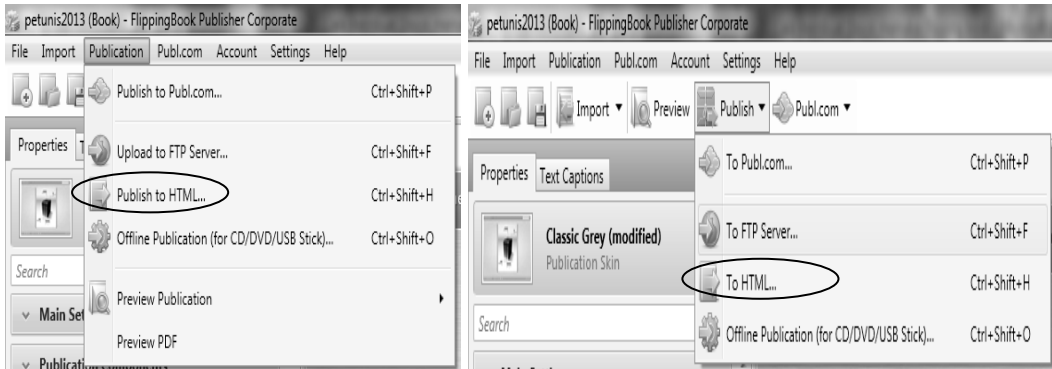 petunis2013 (Book) - FlippingBook Publisher Corporate
File Import Publication Publ.com Account Settings Help
Publish to Publ.com... Ctrl+Shift+P
Upload to FTP Server... Ctrl+Shift+F
Properties T
Publish to HTML... Ctrl+Shift+H
Offline Publication (for CD/DVD/USB Stick)... Ctrl+Shift+O
Search
Preview Publication
Main Set
Preview PDF
petunis2013 (Book) - FlippingBook Publisher Corporate
File Import Publication Publ.com Account Settings Help
Import Preview Publish Publ.com
To Publ.com... Ctrl+Shift+P
Properties Text Captions
To FTP Server... Ctrl+Shift+F
Classic Grey (modified)
Publication Skin
To HTML... Ctrl+Shift+H
Search
Offline Publication (for CD/DVD/USB Stick)... Ctrl+Shift+O